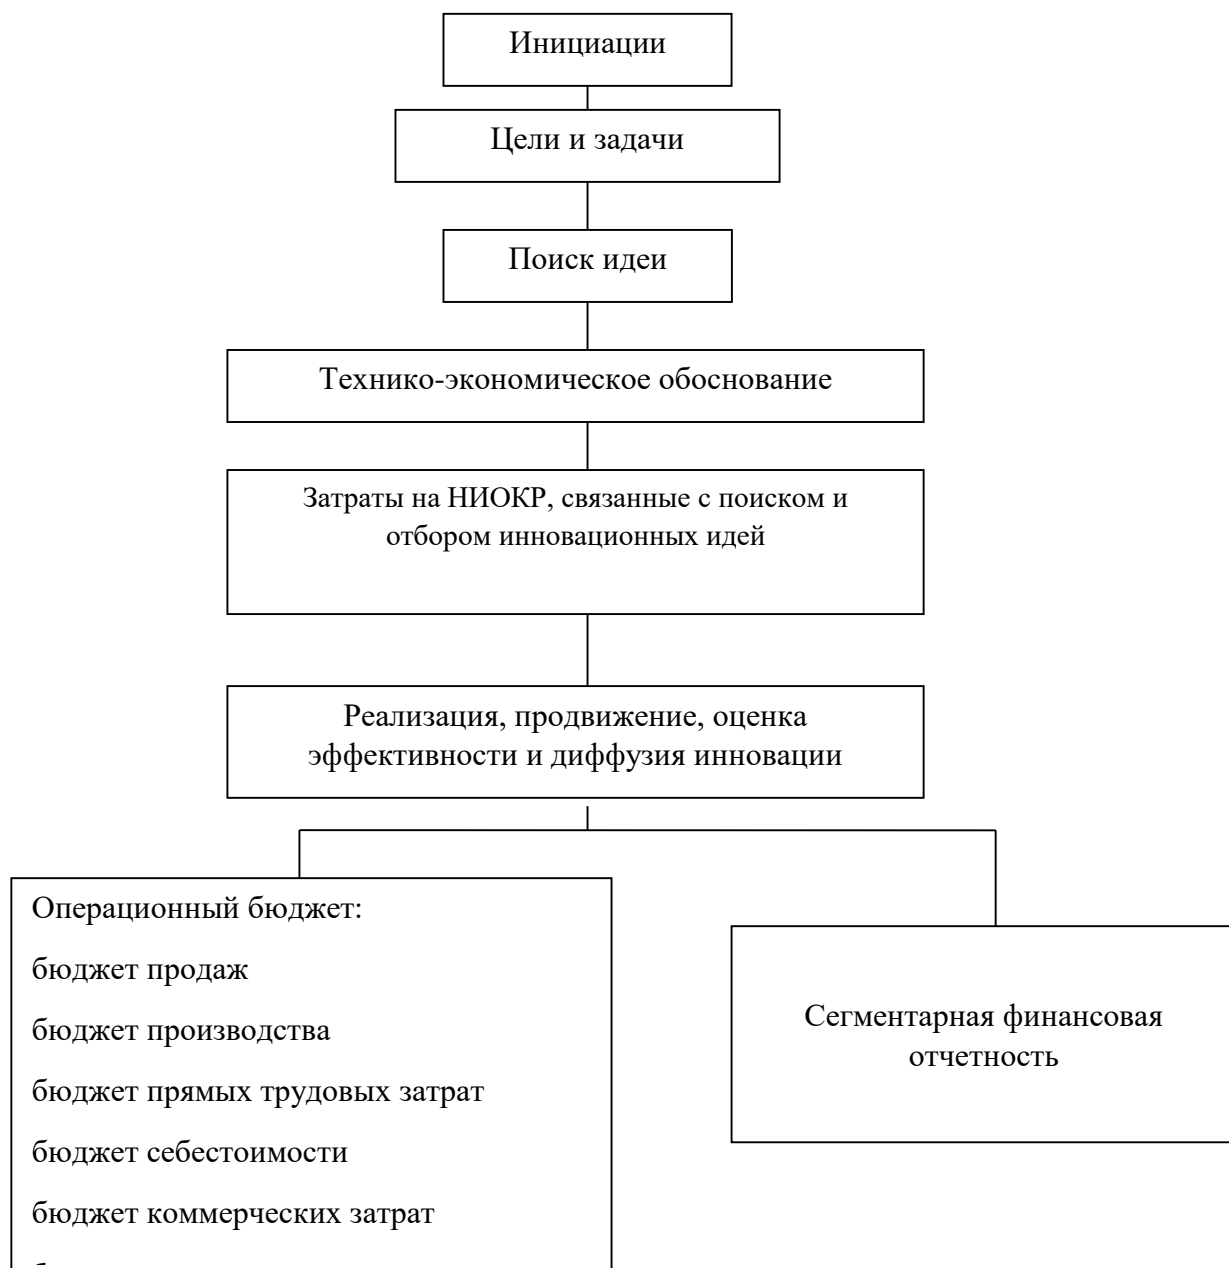 Инициации
Цели и задачи
Поиск идеи
Технико-экономическое обоснование
Затраты на НИОКР, связанные с поиском и
отбором инновационных идей
Реализация, продвижение, оценка
эффективности и диффузия инновации
Операционный бюджет:
бюджет продаж
бюджет производства
бюджет прямых трудовых затрат
бюджет себестоимости
бюджет коммерческих затрат
Сегментарная финансовая
отчетность